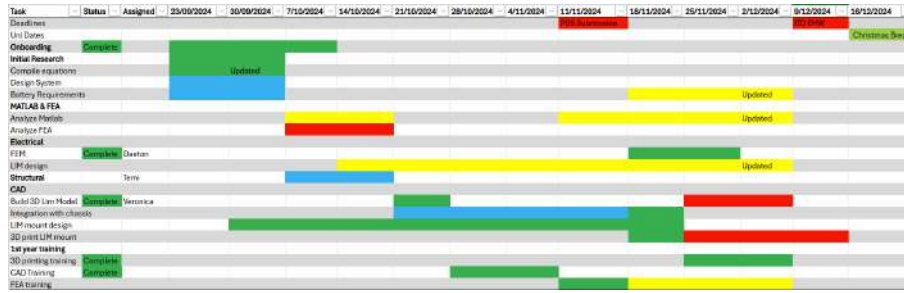 Task Status Assigned 23/09/2024 30/09/2024 7/10/2024 14/10/2024 21/10/2024 28/10/2024 4/11/2024 11/11/2024 18/11/2024 25/11/2024 2/12/2024 9/12/2024 16/12/2024
Deadlines PDS Submission
Uni Dates Christmas Brea
Onboarding Complete
Initial Research
Compile equations Updated
Design System
Battery Requirements Updated
MATLAB & FEA
Analyze Matlab Updated
Analyze FEA
Electrical
FEM Complete Daeton
LIM design Updated
Structural Temi
CAD
Build 3D Lim Model Complete Veronica
Integration with chassis
LIM mount design
3D print LIM mount
1st year training
3D printing training Complete
CAD Training Complete
FEA training